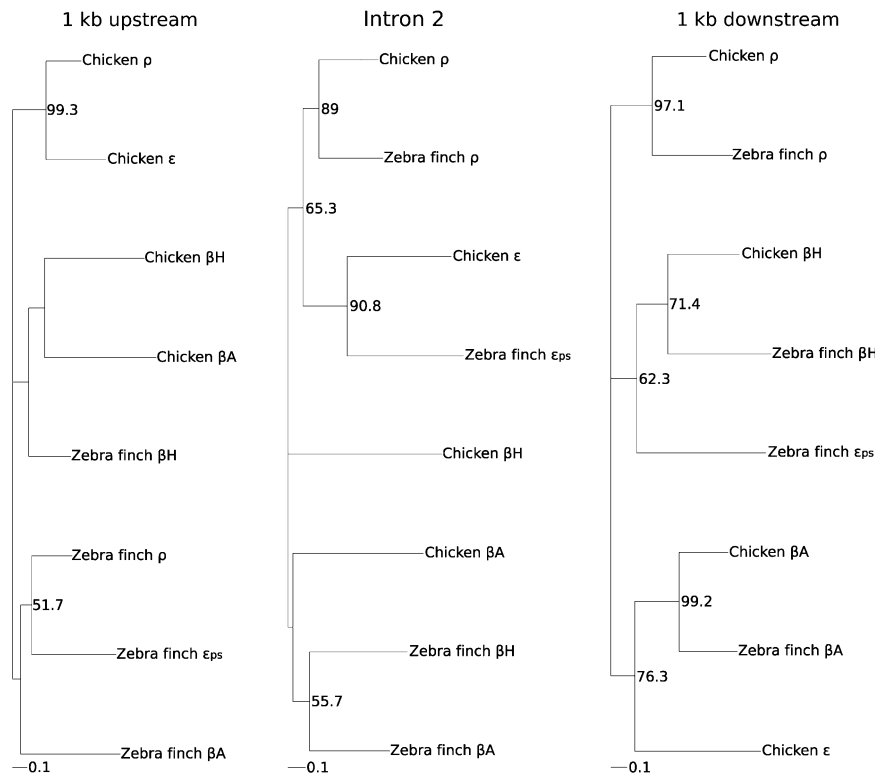 1 kb upstream
Chicken ρ
99.3
Chicken ε
Chicken βH
Chicken βA
Zebra finch βH
Zebra finch ρ
51.7
Zebra finch εps
Zebra finch βA
0.1
Intron 2
Chicken ρ
89
Zebra finch ρ
65.3
Chicken ε
90.8
Zebra finch εps
Chicken βH
Chicken βA
Zebra finch βH
55.7
Zebra finch βA
0.1
1 kb downstream
Chicken ρ
97.1
Zebra finch ρ
Chicken βH
71.4
Zebra finch βH
62.3
Zebra finch εps
Chicken βA
99.2
Zebra finch βA
76.3
Chicken ε
0.1